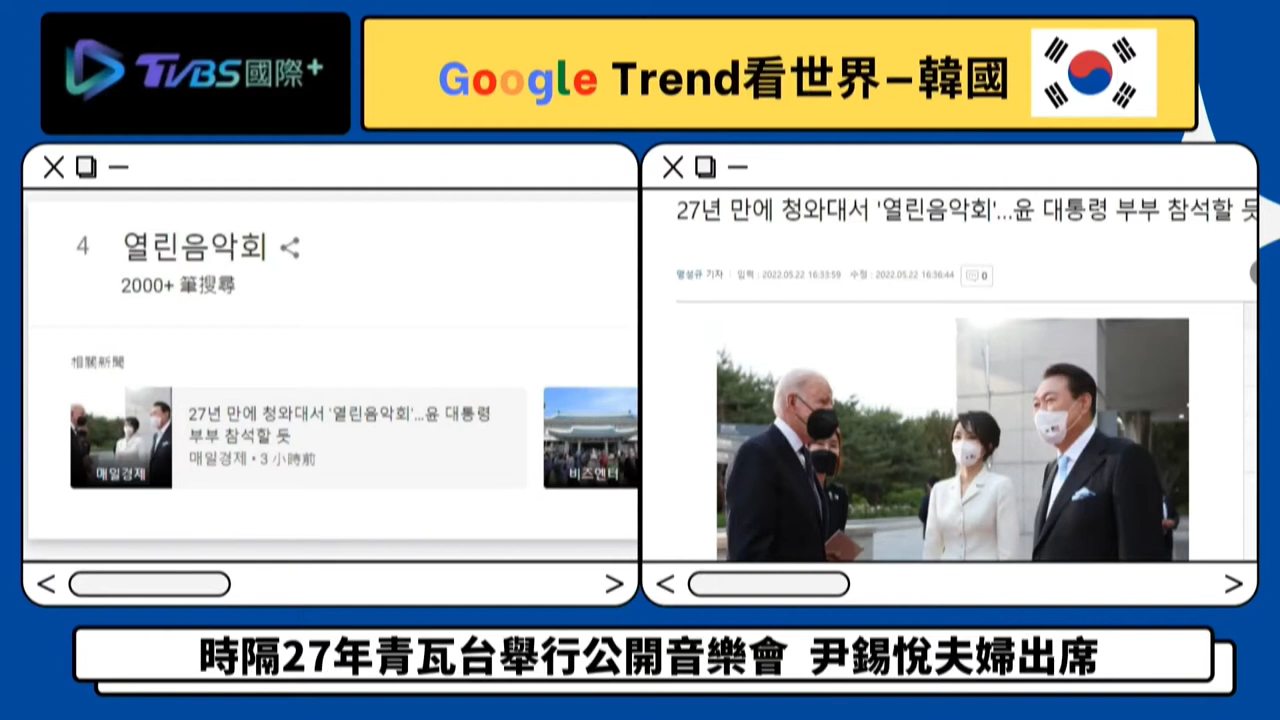 TVBS國際+
Google Trend看世界-韓國
4 열린음악회
2000+ 筆搜尋
相關新聞
27년 만에 청와대서 '열린음악회'...윤 대통령
부부 참석할 듯
매일경제 • 3 小時前
매일경제
비즈엔터
27년 만에 청와대서 '열린음악회'...윤 대통령 부부 참석할 듯
기자 입력 : 2022.05.22 16:33:59 수정 : 2022.05.22 16:36:44 0
時隔27年青瓦台舉行公開音樂會 尹錫悅夫婦出席